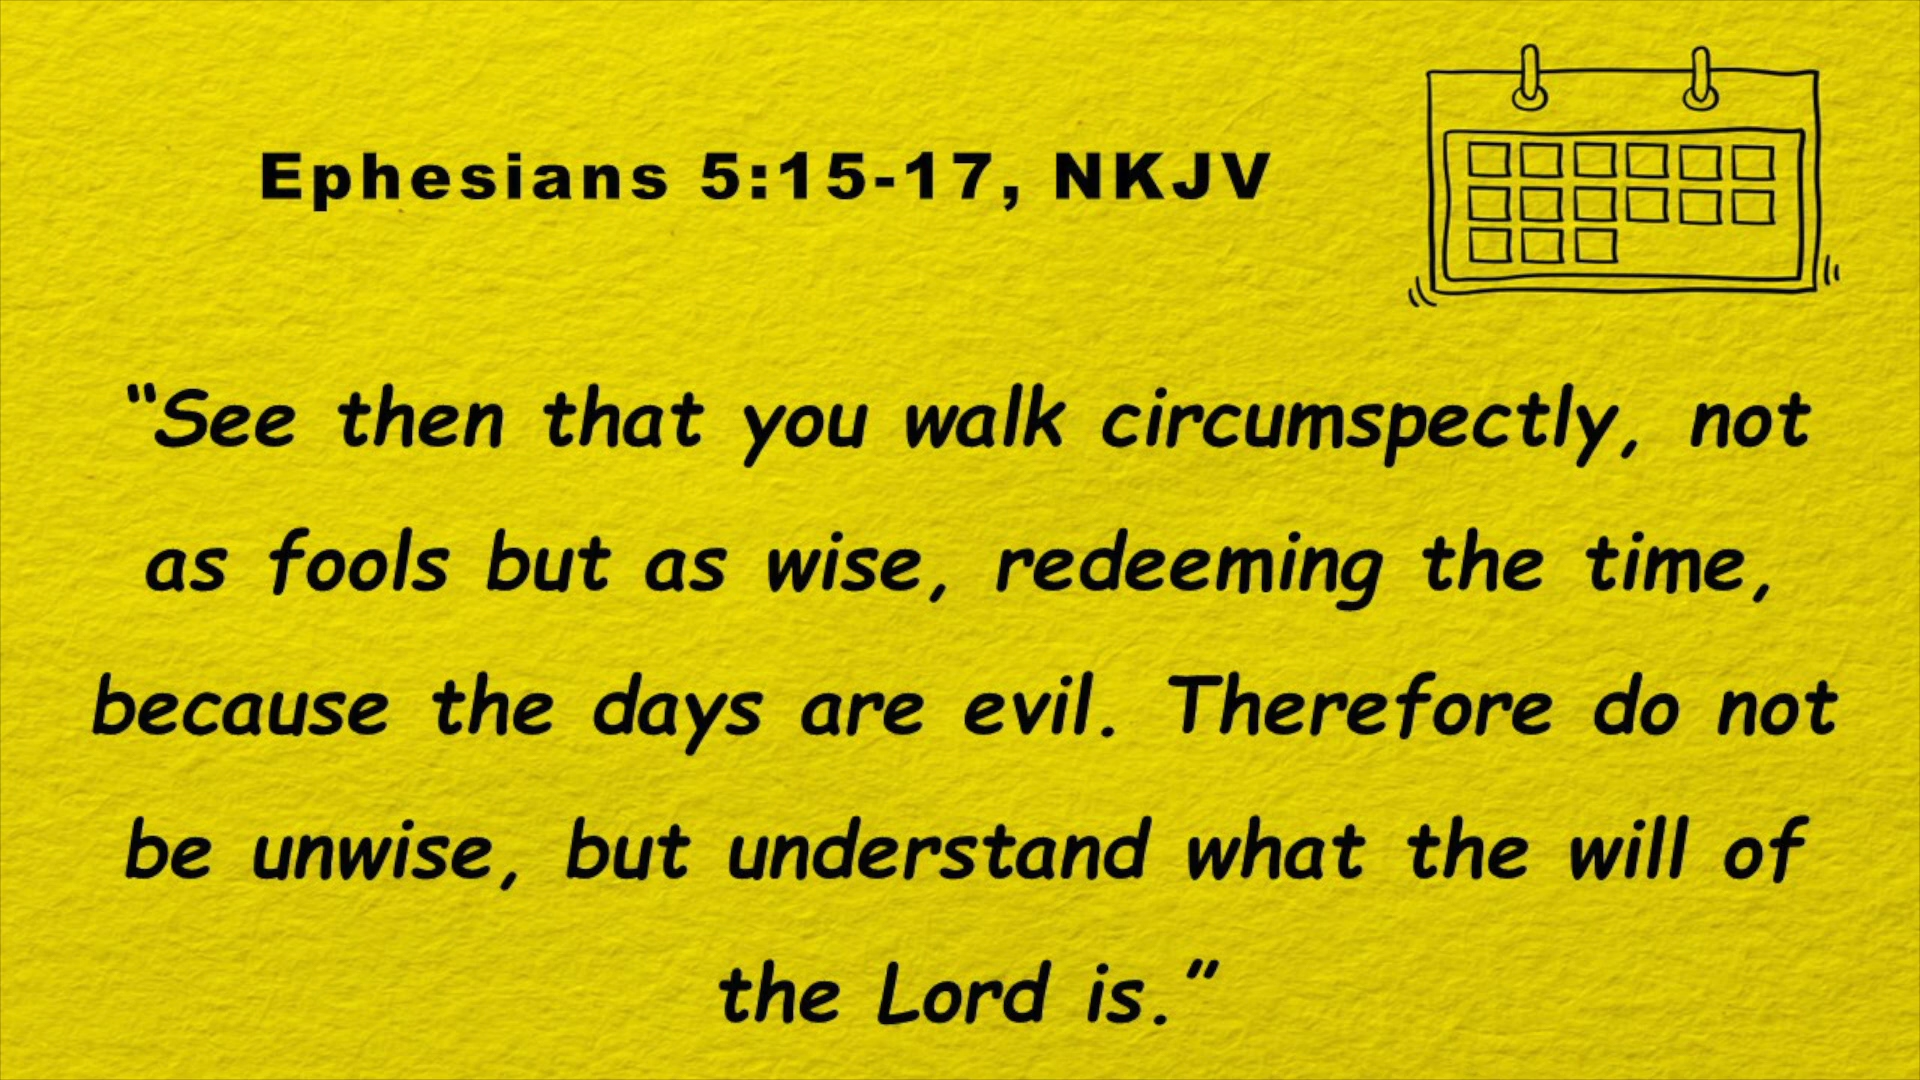 Ephesians 5:15-17, NKJV
“See then that you walk circumspectly, not
as fools but as wise, redeeming the time,
because the days are evil. Therefore do not
be unwise, but understand what the will of
the Lord is.”